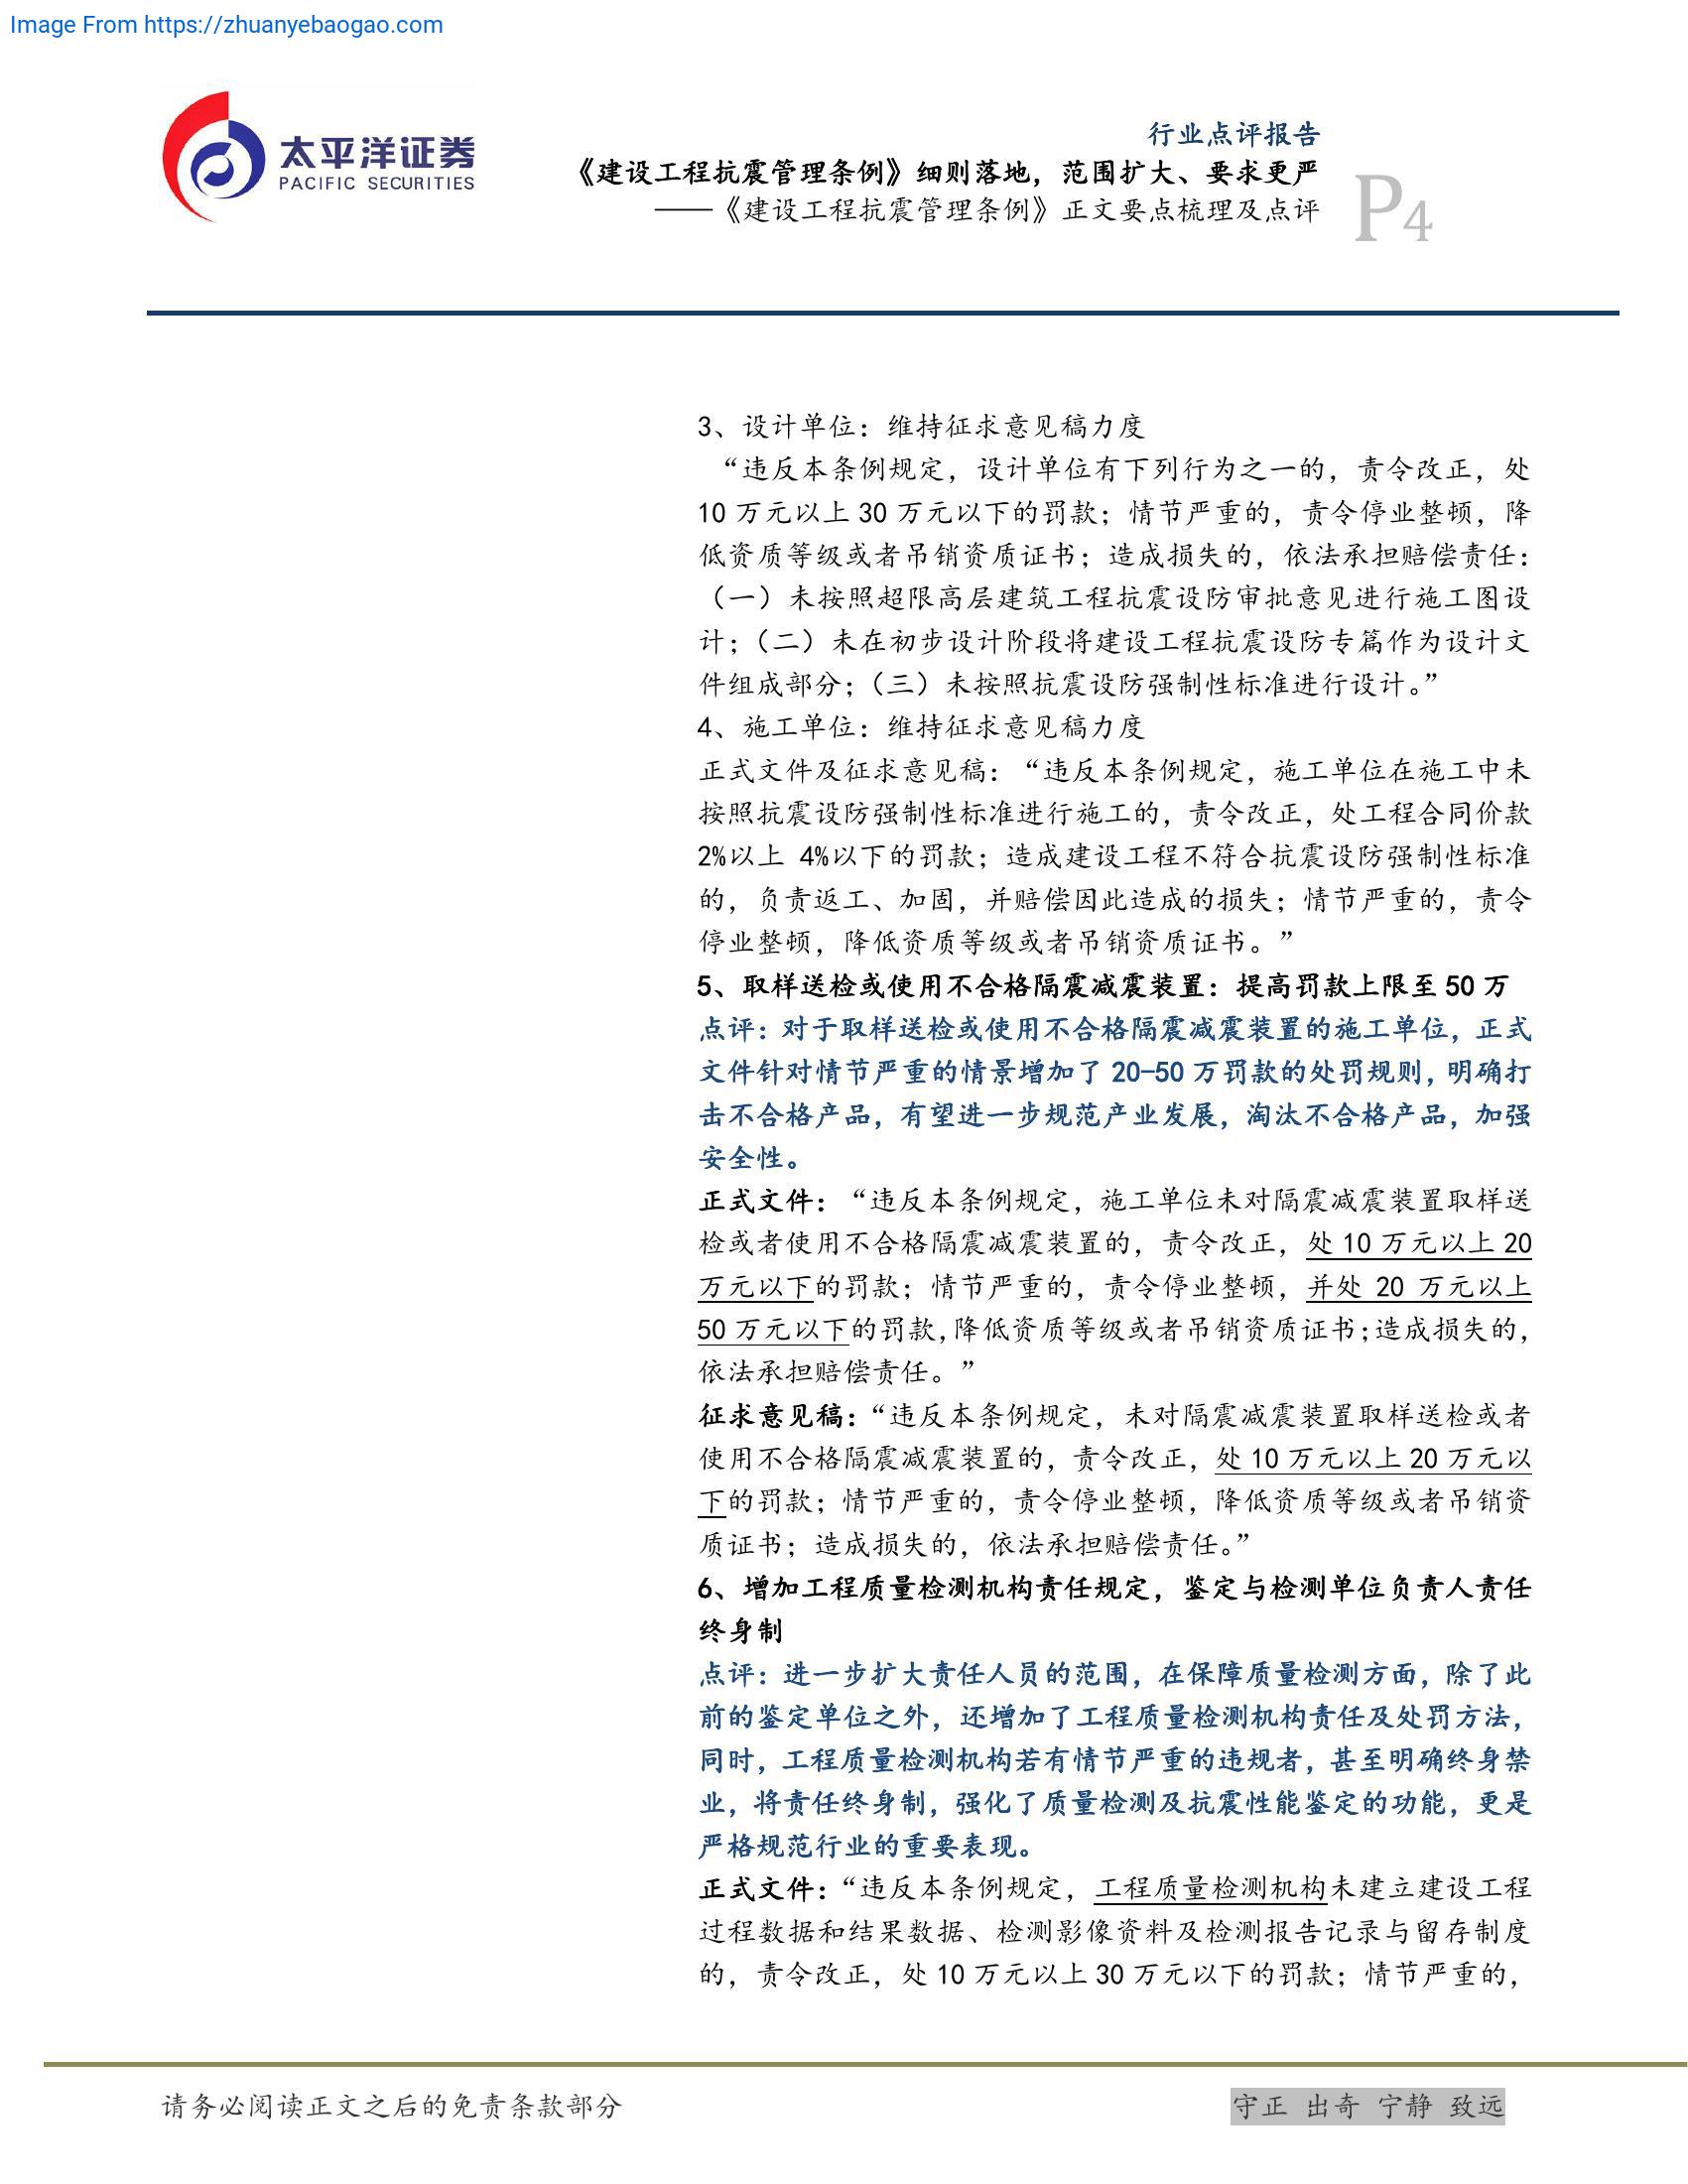 Image From https://zhuanyebaogao.com
太平洋证券
PACIFIC SECURITIES
行业点评报告
《建设工程抗震管理条例》细则落地，范围扩大、要求更严
——《建设工程抗震管理条例》正文要点梳理及点评
P4
3、设计单位：维持征求意见稿力度
“违反本条例规定，设计单位有下列行为之一的，责令改正，处
10 万元以上 30 万元以下的罚款；情节严重的，责令停业整顿，降
低资质等级或者吊销资质证书；造成损失的，依法承担赔偿责任：
（一）未按照超限高层建筑工程抗震设防审批意见进行施工图设
计；（二）未在初步设计阶段将建设工程抗震设防专篇作为设计文
件组成部分；（三）未按照抗震设防强制性标准进行设计。”
4、施工单位：维持征求意见稿力度
正式文件及征求意见稿：“违反本条例规定，施工单位在施工中未
按照抗震设防强制性标准进行施工的，责令改正，处工程合同价款
2%以上 4%以下的罚款；造成建设工程不符合抗震设防强制性标准
的，负责返工、加固，并赔偿因此造成的损失；情节严重的，责令
停业整顿，降低资质等级或者吊销资质证书。”
5、取样送检或使用不合格隔震减震装置：提高罚款上限至 50 万
点评：对于取样送检或使用不合格隔震减震装置的施工单位，正式
文件针对情节严重的情景增加了 20-50 万罚款的处罚规则，明确打
击不合格产品，有望进一步规范产业发展，淘汰不合格产品，加强
安全性。
正式文件：“违反本条例规定，施工单位未对隔震减震装置取样送
检或者使用不合格隔震减震装置的，责令改正，处 10 万元以上 20
万元以下的罚款；情节严重的，责令停业整顿，并处 20 万元以上
50 万元以下的罚款，降低资质等级或者吊销资质证书；造成损失的，
依法承担赔偿责任。”
征求意见稿：“违反本条例规定，未对隔震减震装置取样送检或者
使用不合格隔震减震装置的，责令改正，处 10 万元以上 20 万元以
下的罚款；情节严重的，责令停业整顿，降低资质等级或者吊销资
质证书；造成损失的，依法承担赔偿责任。”
6、增加工程质量检测机构责任规定，鉴定与检测单位负责人责任
终身制
点评：进一步扩大责任人员的范围，在保障质量检测方面，除了此
前的鉴定单位之外，还增加了工程质量检测机构责任及处罚方法，
同时，工程质量检测机构若有情节严重的违规者，甚至明确终身禁
业，将责任终身制，强化了质量检测及抗震性能鉴定的功能，更是
严格规范行业的重要表现。
正式文件：“违反本条例规定，工程质量检测机构未建立建设工程
过程数据和结果数据、检测影像资料及检测报告记录与留存制度
的，责令改正，处 10 万元以上 30 万元以下的罚款；情节严重的，
请务必阅读正文之后的免责条款部分
守正 出奇 宁静 致远